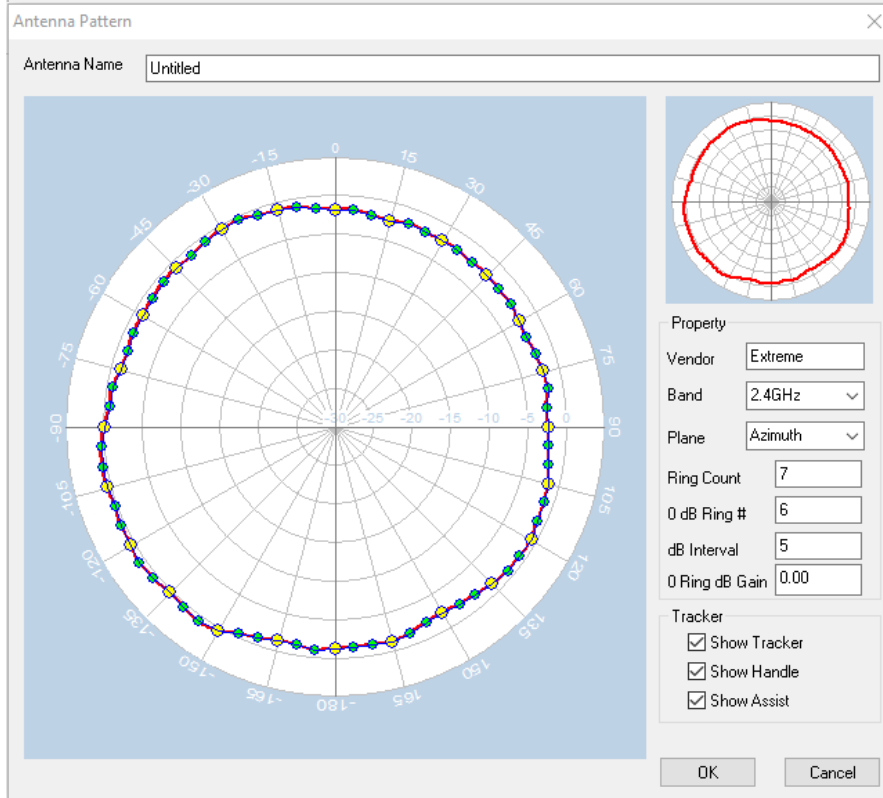 Antenna Pattern
Antenna Name Untitled
0
15
30
45
60
75
90
105
120
135
150
165
-180
-165
-150
-135
-120
-105
-90
-75
-60
-45
-30
-15
-30 -25 -20 -15 -10 -5 0
Property
Vendor Extreme
Band 2.4GHz
Plane Azimuth
Ring Count 7
0 dB Ring # 6
dB Interval 5
0 Ring dB Gain 0.00
Tracker
Show Tracker
Show Handle
Show Assist
OK Cancel